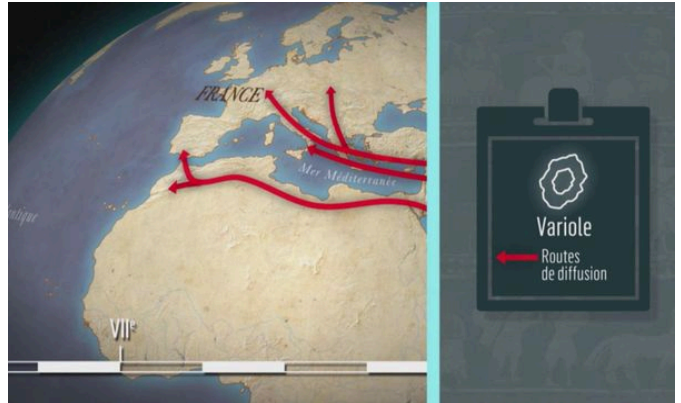 FRANCE
Mer Méditerranée
VIIᵉ
Variole
Routes
de diffusion